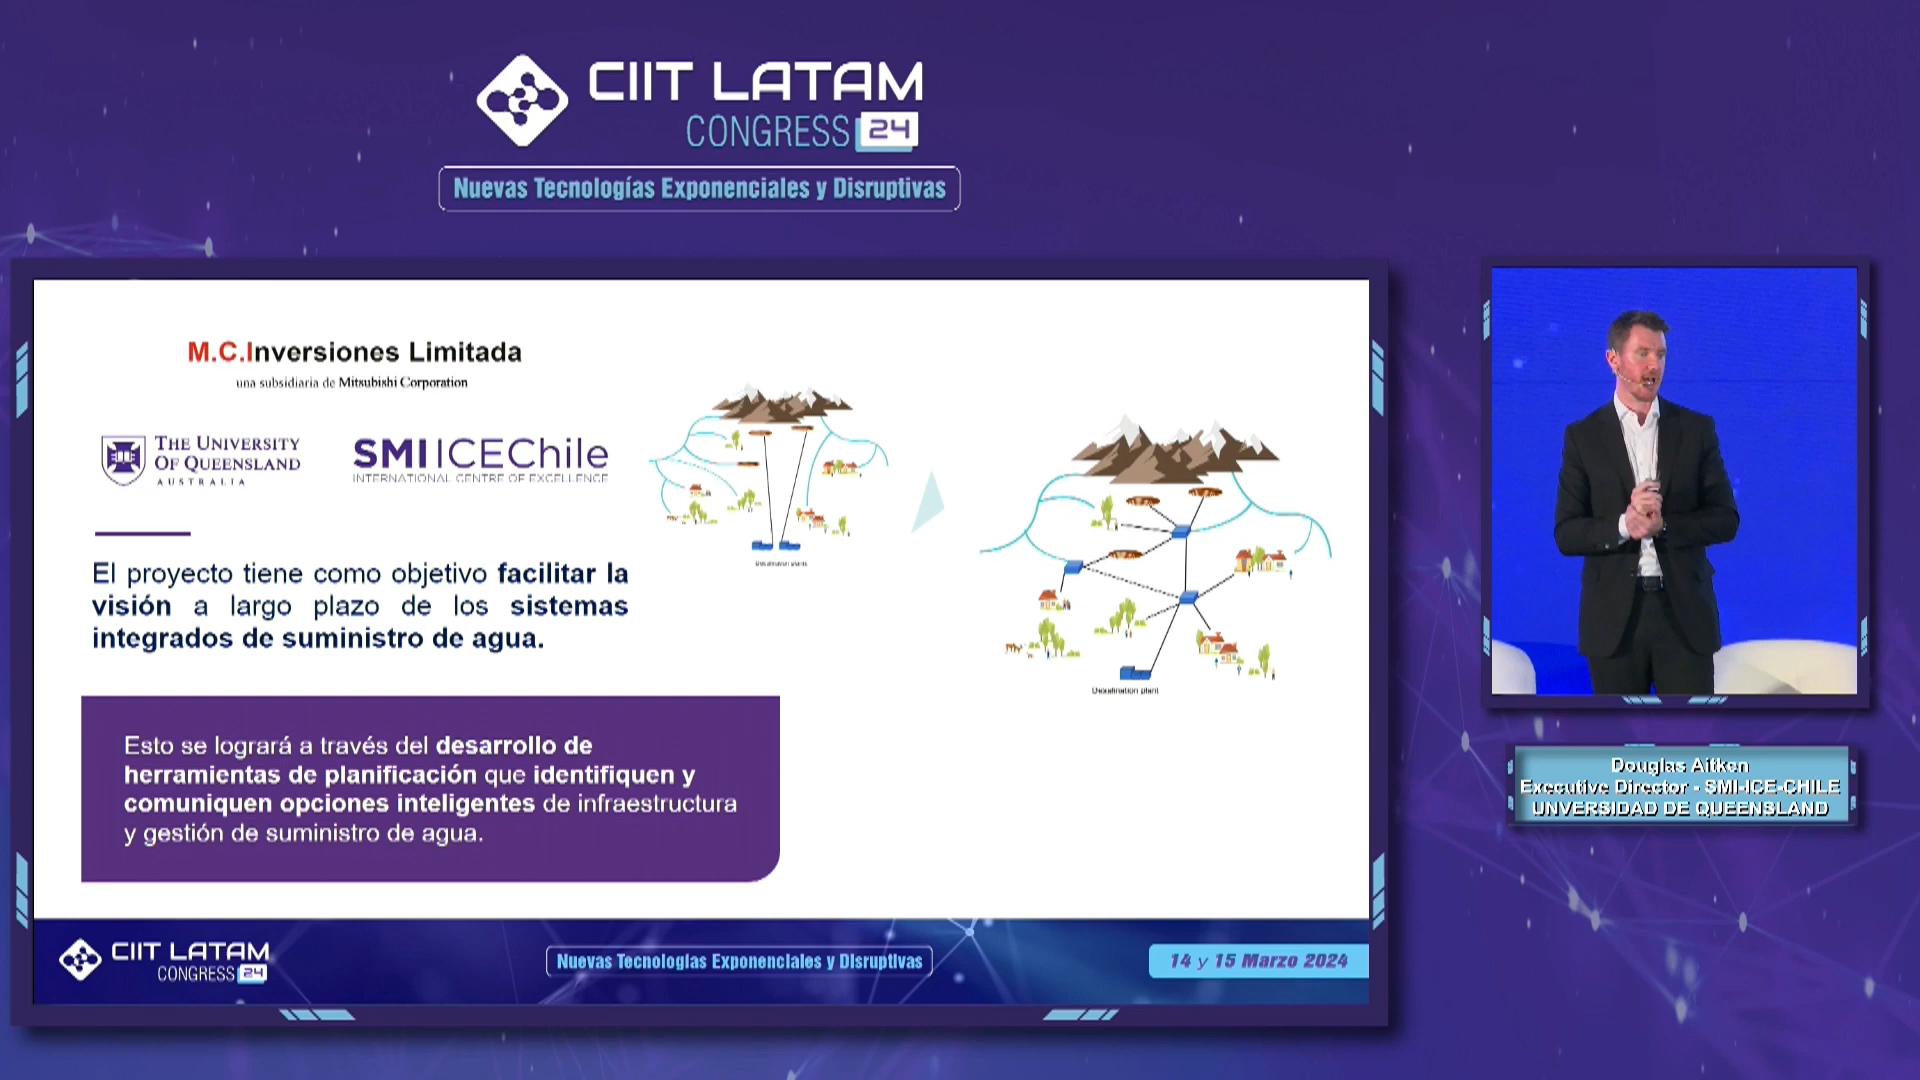 CIIT LATAM
CONGRESS 24
Nuevas Tecnologías Exponenciales y Disruptivas
M.C.Inversiones Limitada
una subsidiaria de Mitsubishi Corporation
THE UNIVERSITY
OF QUEENSLAND
AUSTRALIA
SMI ICEChile
INTERNATIONAL CENTRE OF EXCELLENCE
El proyecto tiene como objetivo facilitar la
visión a largo plazo de los sistemas
integrados de suministro de agua.
Esto se logrará a través del desarrollo de
herramientas de planificación que identifiquen y
comuniquen opciones inteligentes de infraestructura
y gestión de suministro de agua.
Desalination plants
Desalination plant
CIIT LATAM
CONGRESS 24
Nuevas Tecnologías Exponenciales y Disruptivas
14 y 15 Marzo 2024
Douglas Aitken
Executive Director - SMI-ICE-CHILE
UNVERSIDAD DE QUEENSLAND